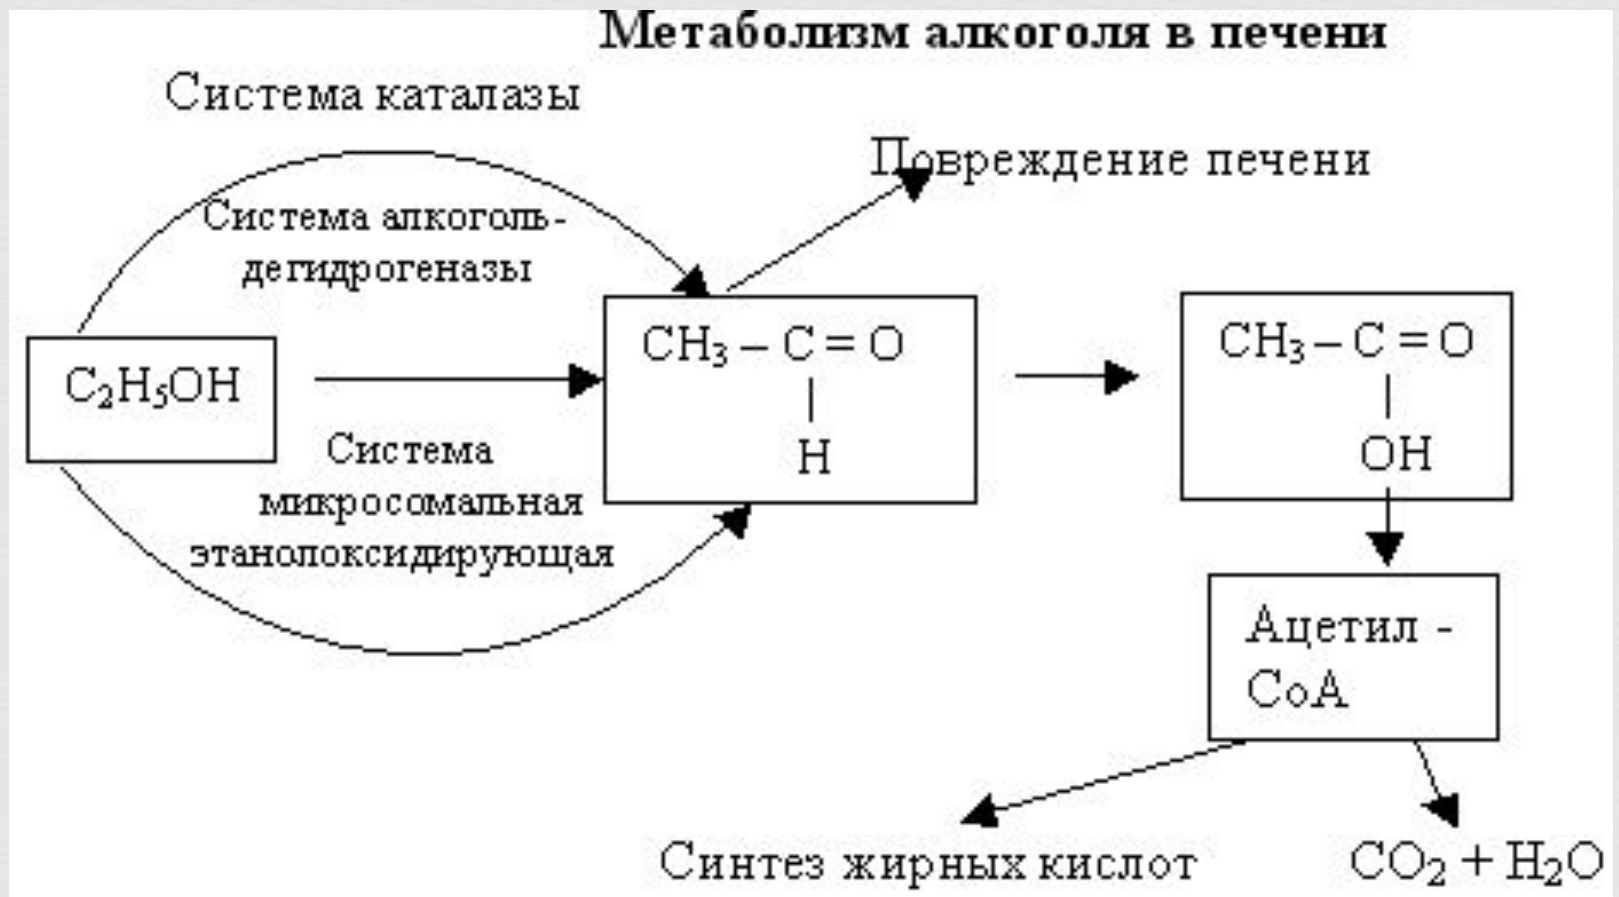 Метаболизм алкоголя в печени
Система каталазы
Повреждение печени
Система алкоголь-
дегидрогеназы
C₂H₅OH
CH₃ – C = O
H
CH₃ – C = O
OH
Система
микросомальная
этанолоксидирующая
Ацетил -
СоА
Синтез жирных кислот
CO₂ + H₂O